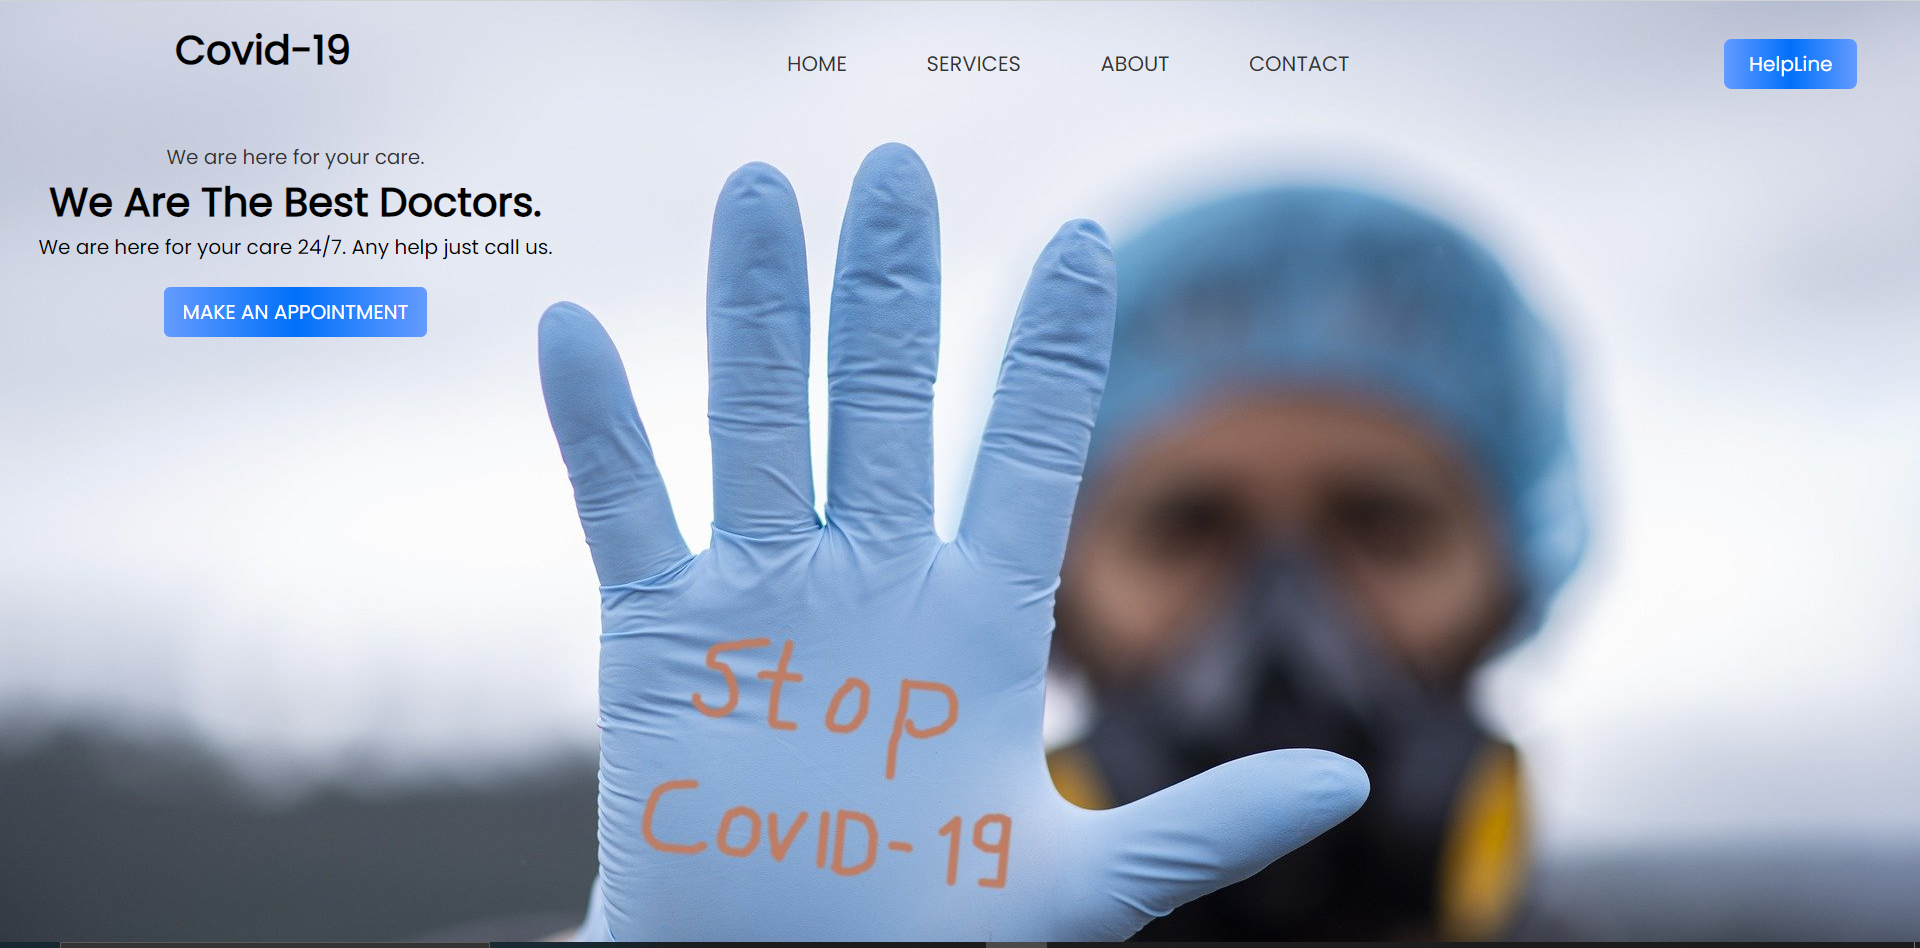 Covid-19
HOME SERVICES ABOUT CONTACT
HelpLine
We are here for your care.
We Are The Best Doctors.
We are here for your care 24/7. Any help just call us.
MAKE AN APPOINTMENT
Stop
COVID-19